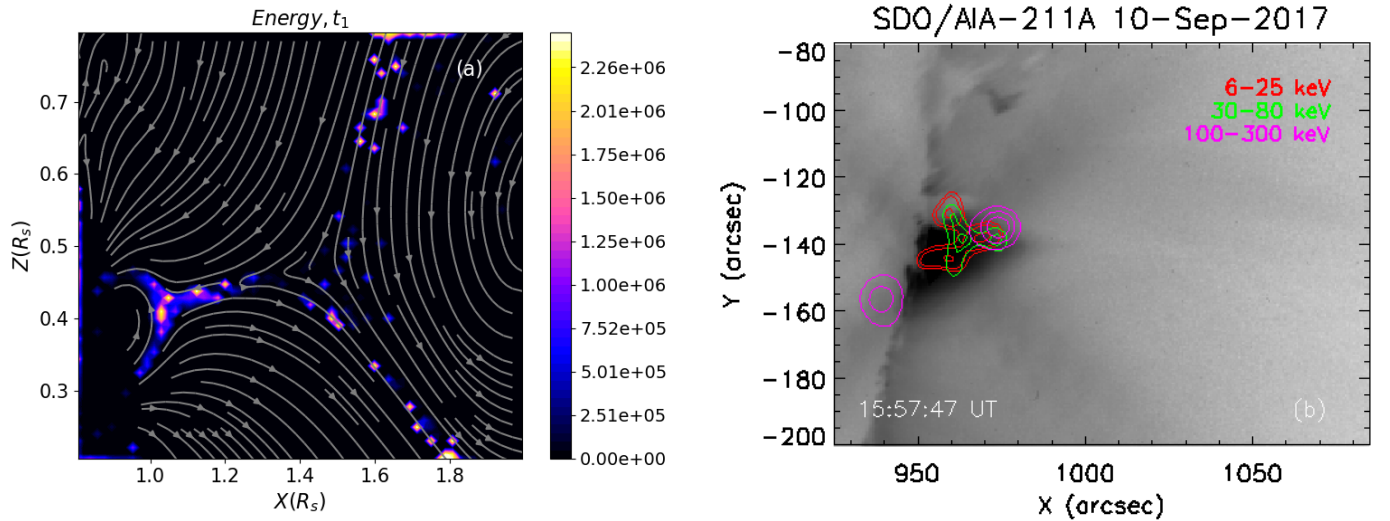 Energy, t₁
(a)
Z(Rₛ)
0.7
0.6
0.5
0.4
0.3
1.0
1.2
1.4
1.6
1.8
X(Rₛ)
2.26e+06
2.01e+06
1.75e+06
1.50e+06
1.25e+06
1.00e+06
7.52e+05
5.01e+05
2.51e+05
0.00e+00
SDO/AIA-211A 10-Sep-2017
6-25 keV
30-80 keV
100-300 keV
Y (arcsec)
-80
-100
-120
-140
-160
-180
-200
15:57:47 UT
(b)
950
1000
1050
X (arcsec)